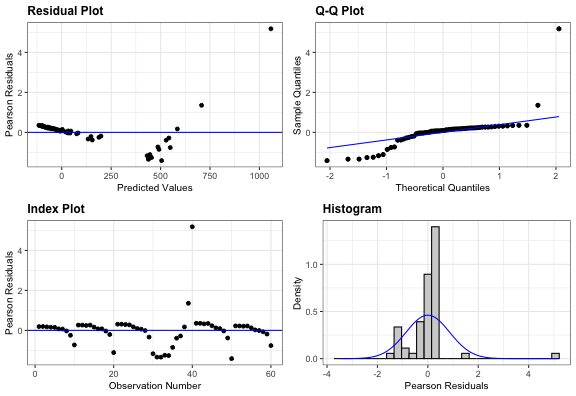 Residual Plot
Pearson Residuals
4
2
0
0 250 500 750 1000
Predicted Values
Q-Q Plot
Sample Quantiles
4
2
0
-2 -1 0 1 2
Theoretical Quantiles
Index Plot
Pearson Residuals
4
2
0
0 20 40 60
Observation Number
Histogram
Density
1.0
0.5
0.0
-4 -2 0 2 4
Pearson Residuals